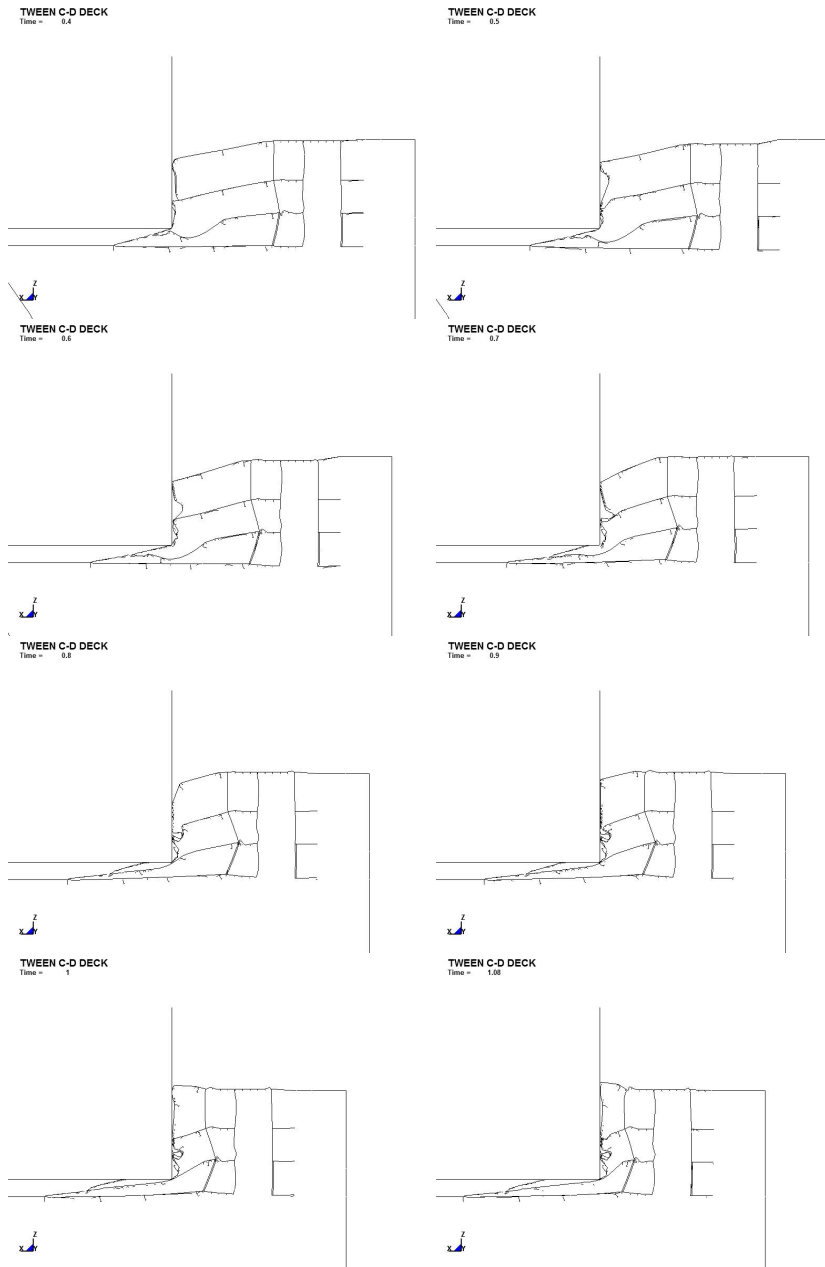 TWEEN C-D DECK
Time = 0.4
TWEEN C-D DECK
Time = 0.5
Z
X Y
Z
X Y
TWEEN C-D DECK
Time = 0.6
TWEEN C-D DECK
Time = 0.7
Z
X Y
Z
X Y
TWEEN C-D DECK
Time = 0.8
TWEEN C-D DECK
Time = 0.9
Z
X Y
Z
X Y
TWEEN C-D DECK
Time = 1
TWEEN C-D DECK
Time = 1.08
Z
X Y
Z
X Y